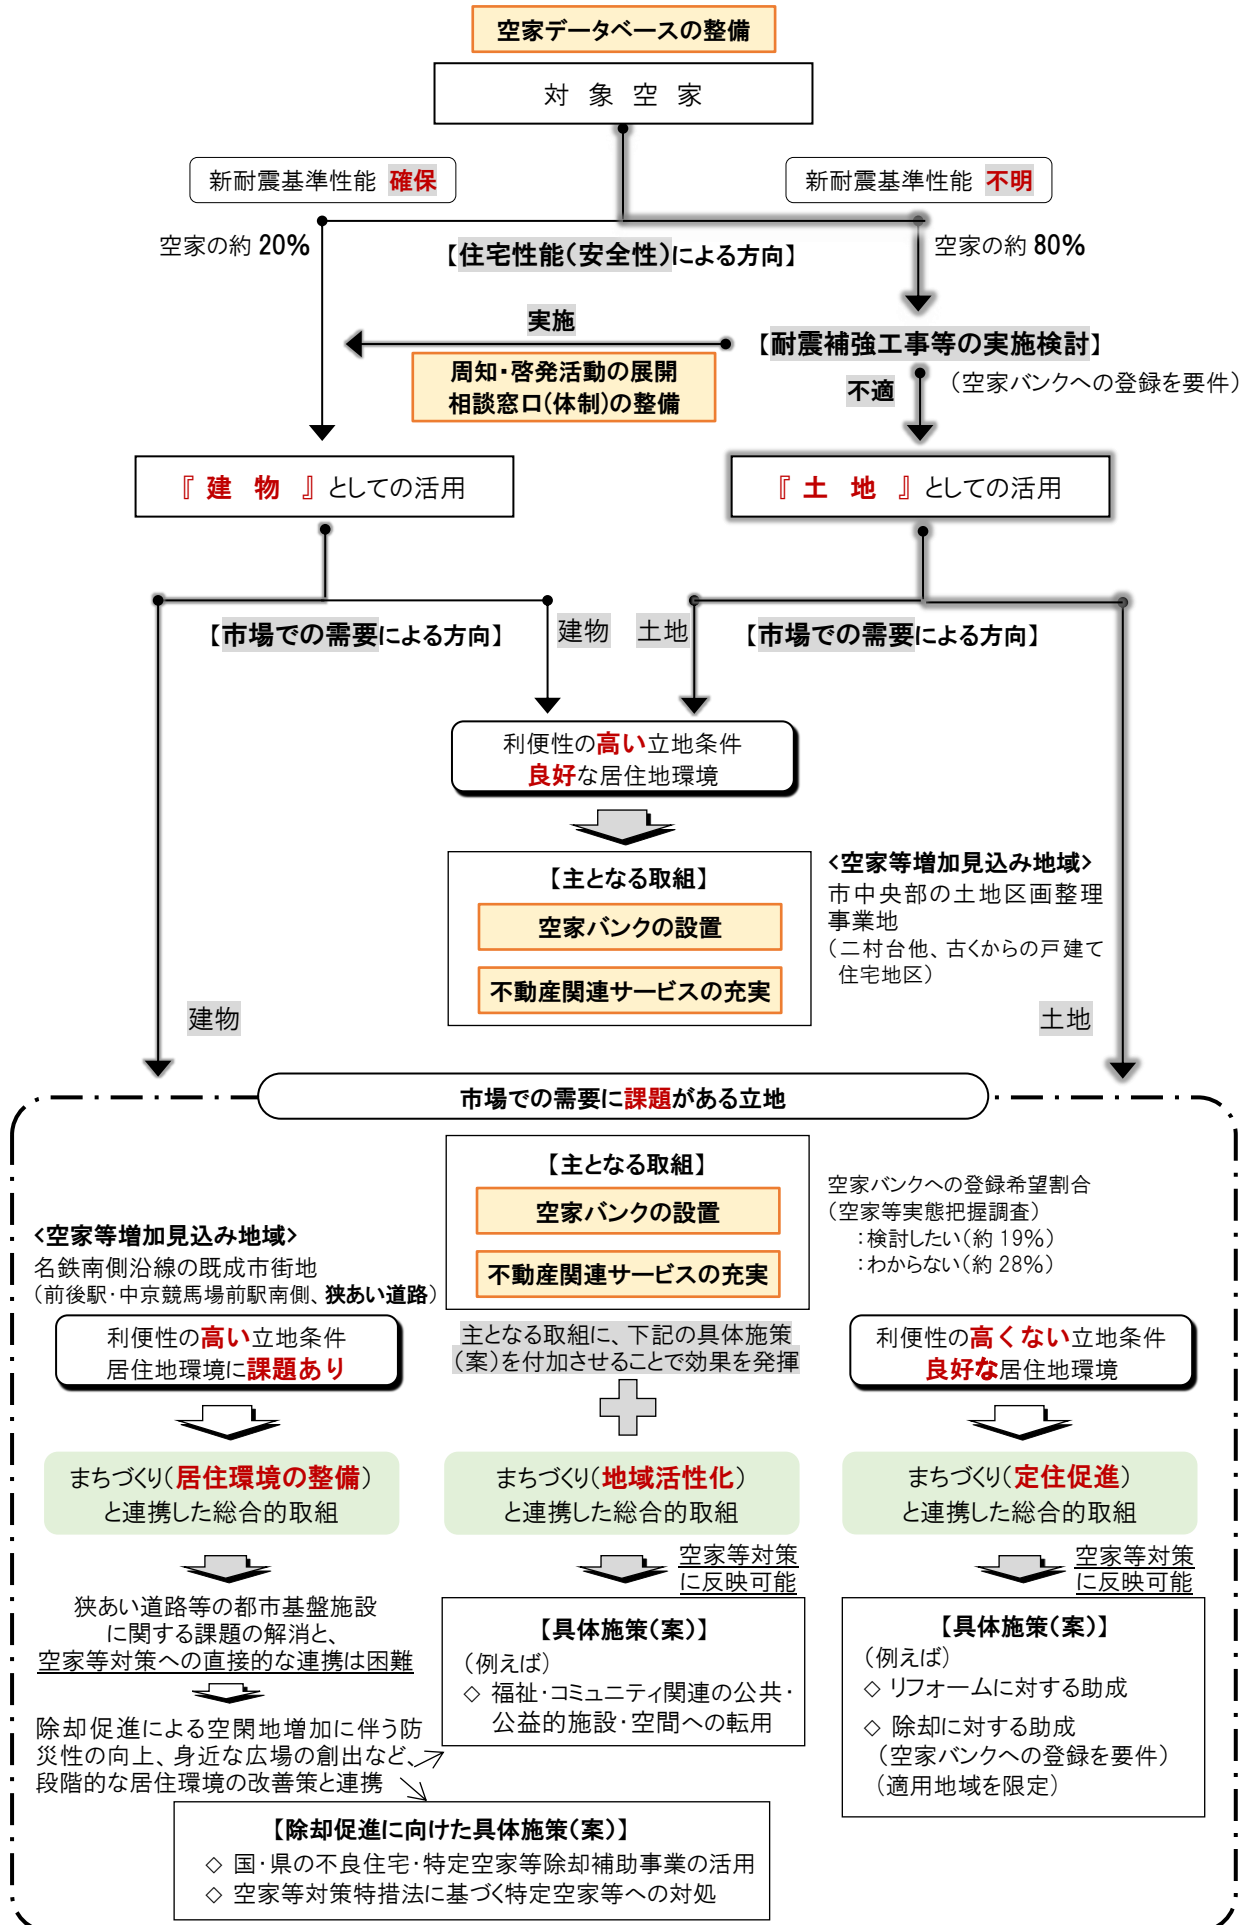 空家データベースの整備
対 象 空 家
新耐震基準性能 確保
新耐震基準性能 不明
空家の約 20%
【住宅性能(安全性)による方向】
空家の約 80%
実施
【耐震補強工事等の実施検討】
(空家バンクへの登録を要件)
周知・啓発活動の展開
相談窓口(体制)の整備
不適
『 建 物 』としての活用
『 土 地 』としての活用
【市場での需要による方向】
建物
土地
【市場での需要による方向】
利便性の高い立地条件
良好な居住地環境
【主となる取組】
空家バンクの設置
不動産関連サービスの充実
<空家等増加見込み地域>
市中央部の土地区画整理
事業地
(二村台他、古くからの戸建て
住宅地区)
建物
土地
市場での需要に課題がある立地
【主となる取組】
空家バンクの設置
不動産関連サービスの充実
空家バンクへの登録希望割合
(空家等実態把握調査)
:検討したい(約 19%)
:わからない(約 28%)
<空家等増加見込み地域>
名鉄南側沿線の既成市街地
(前後駅・中京競馬場前駅南側、狭あい道路)
利便性の高い立地条件
居住地環境に課題あり
主となる取組に、下記の具体施策
(案)を付加させることで効果を発揮
利便性の高くない立地条件
良好な居住地環境
まちづくり(居住環境の整備)
と連携した総合的取組
まちづくり(地域活性化)
と連携した総合的取組
まちづくり(定住促進)
と連携した総合的取組
狭あい道路等の都市基盤施設
に関する課題の解消と、
空家等対策への直接的な連携は困難
除却促進による空閑地増加に伴う防
災性の向上、身近な広場の創出など、
段階的な居住環境の改善策と連携
空家等対策
に反映可能
【具体施策(案)】
(例えば)
◇ 福祉・コミュニティ関連の公共・
公益的施設・空間への転用
空家等対策
に反映可能
【具体施策(案)】
(例えば)
◇ リフォームに対する助成
◇ 除却に対する助成
(空家バンクへの登録を要件)
(適用地域を限定)
【除却促進に向けた具体施策(案)】
◇ 国・県の不良住宅・特定空家等除却補助事業の活用
◇ 空家等対策特措法に基づく特定空家等への対処